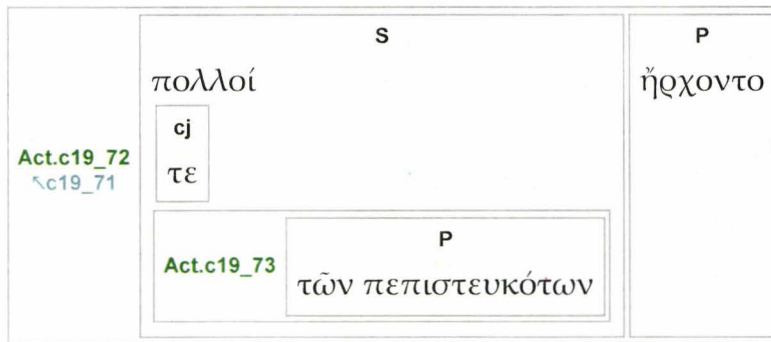 S
P
πολλοί
ἤρχοντο
cj
Act.c19_72
↖c19_71
τε
P
Act.c19_73
τῶν πεπιστευκότων